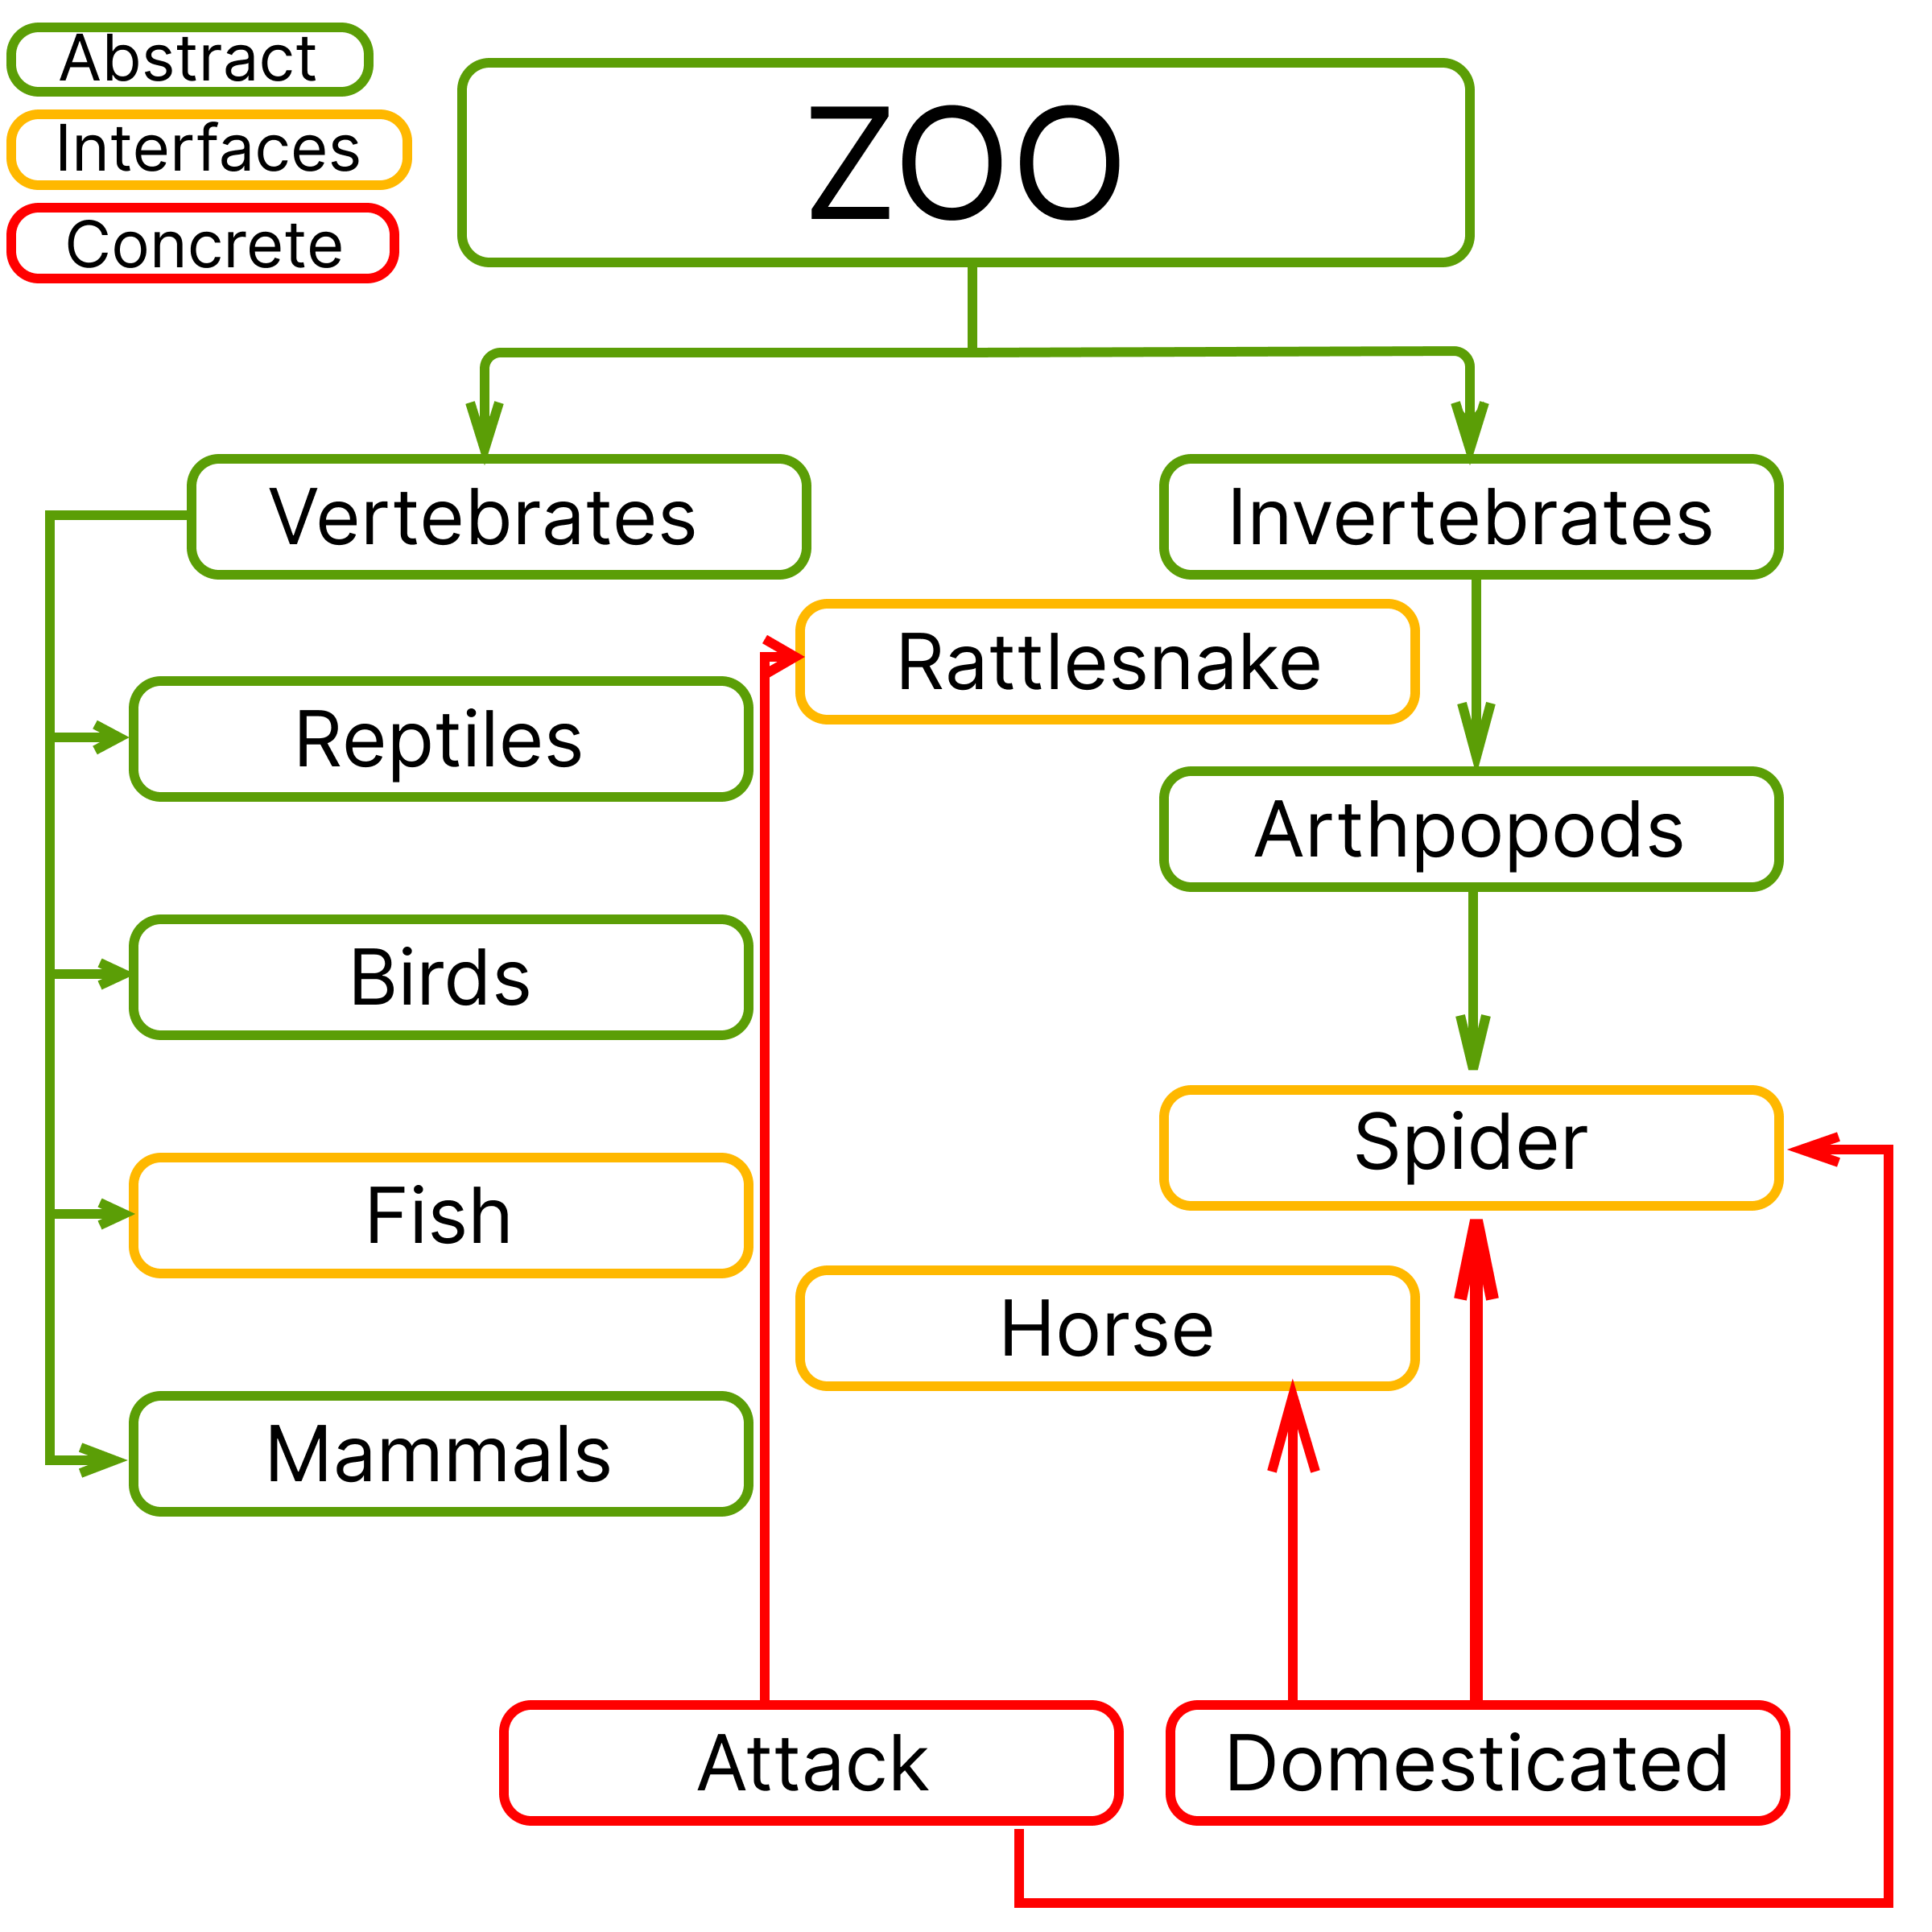 Abstract
Interfaces
Concrete
ZOO
Vertebrates
Invertebrates
Rattlesnake
Reptiles
Arthpopods
Birds
Spider
Fish
Horse
Mammals
Attack
Domesticated